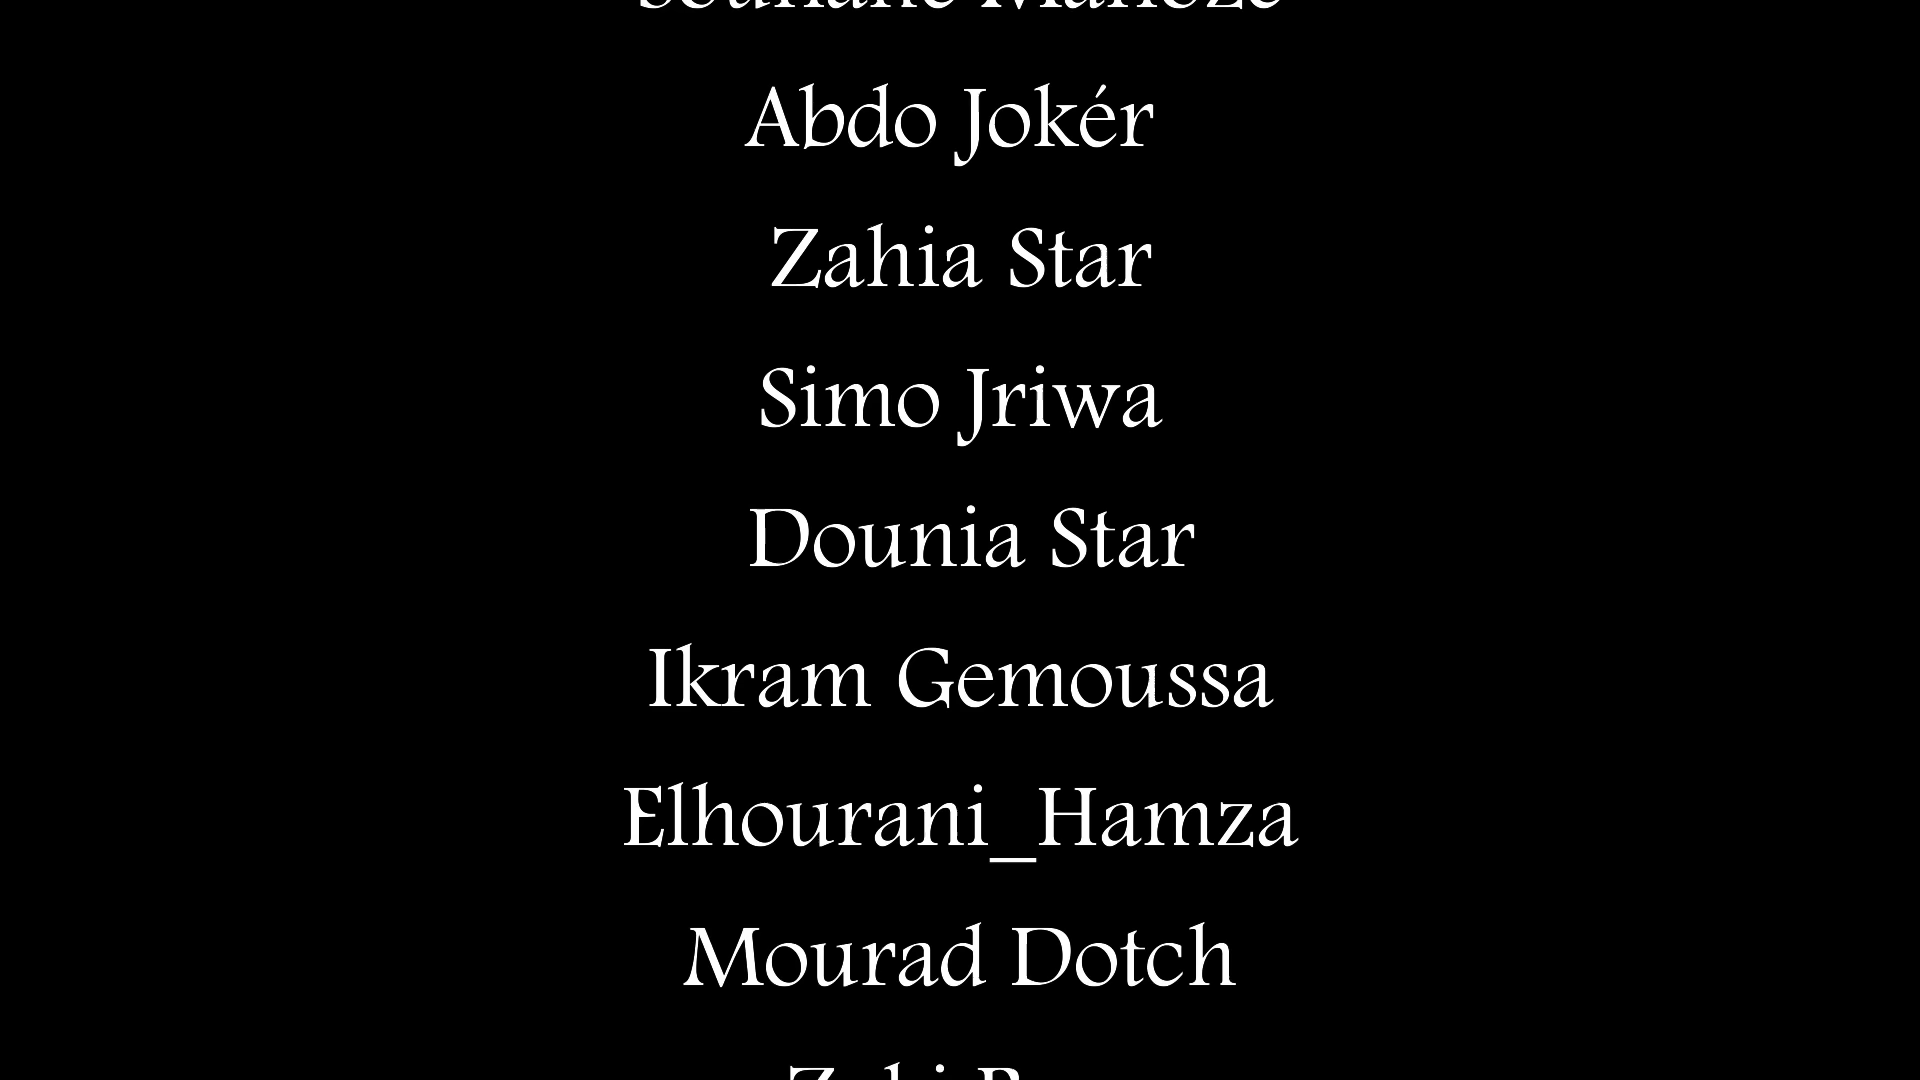 Abdo Jokér
Zahia Star
Simo Jriwa
Dounia Star
Ikram Gemoussa
Elhourani_Hamza
Mourad Dotch